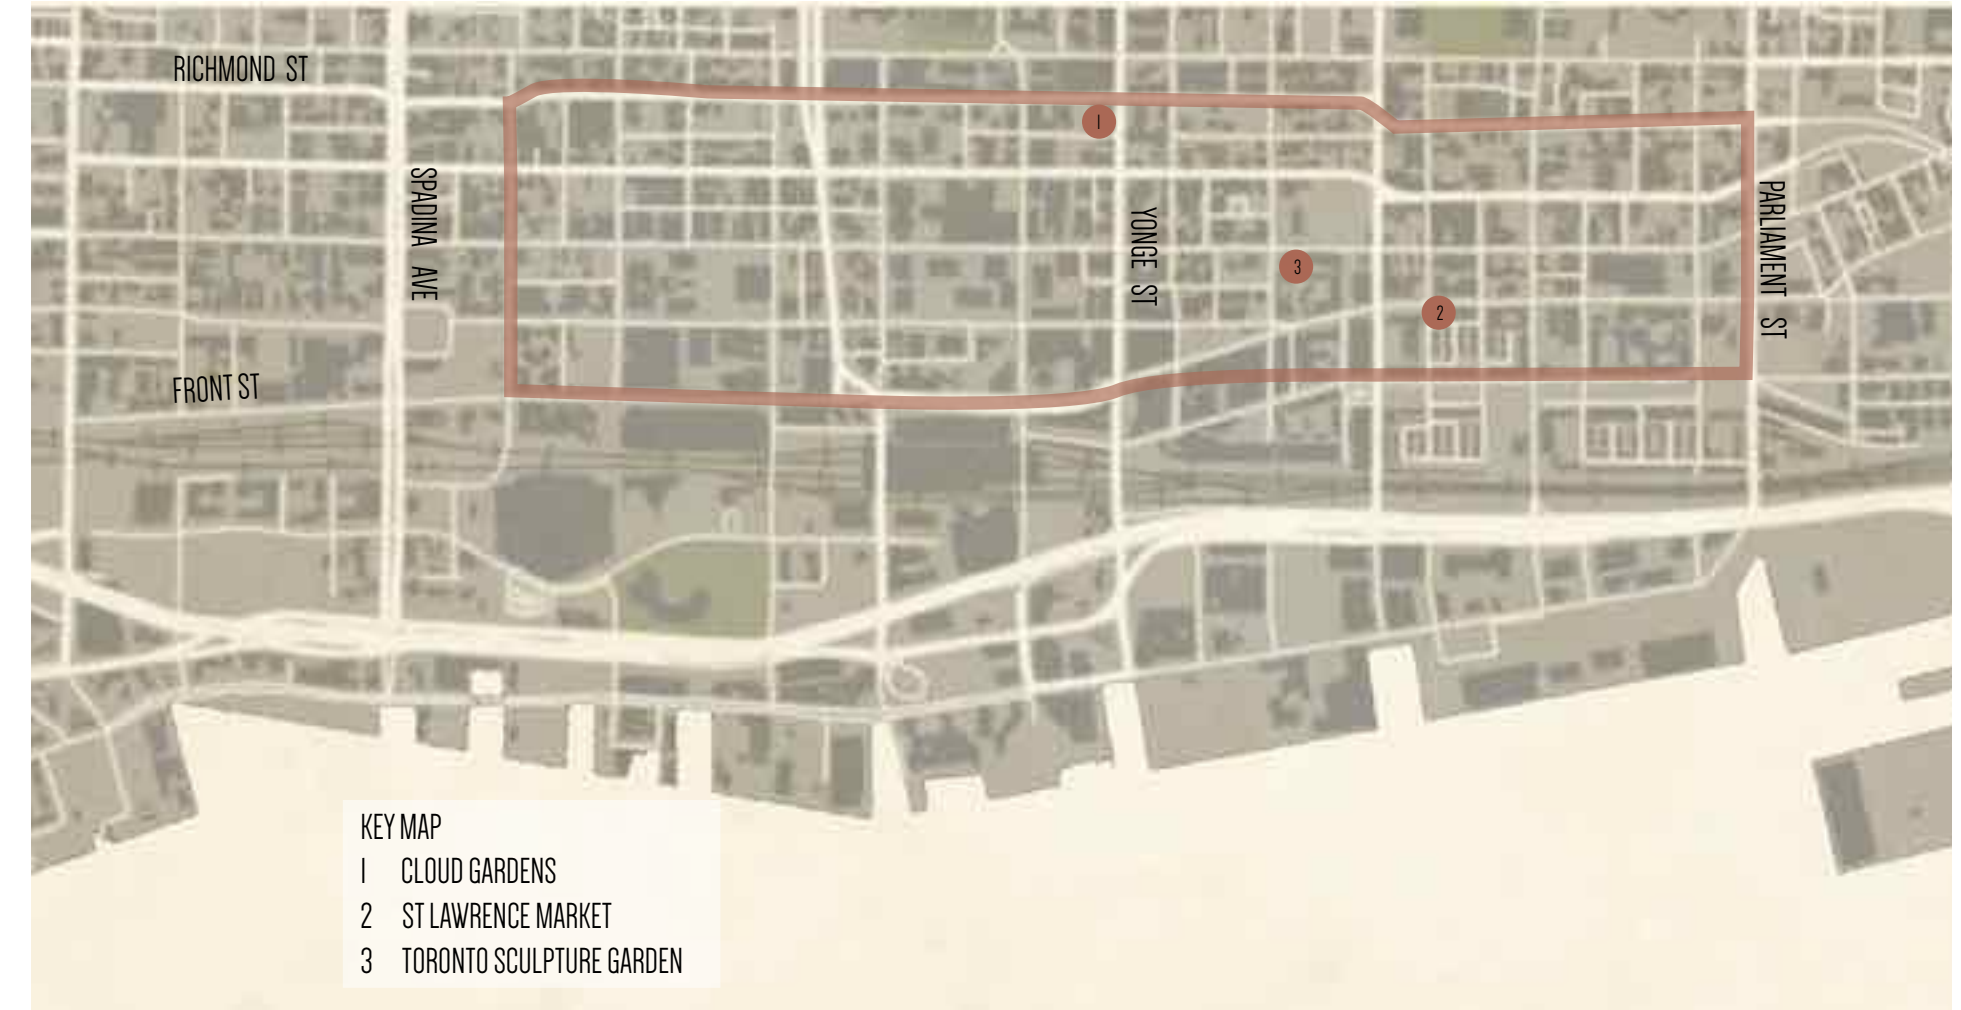 RICHMOND ST
SPADINA AVE
YONGE ST
PARLIAMENT ST
FRONT ST
1
3
2
KEY MAP
1 CLOUD GARDENS
2 ST LAWRENCE MARKET
3 TORONTO SCULPTURE GARDEN